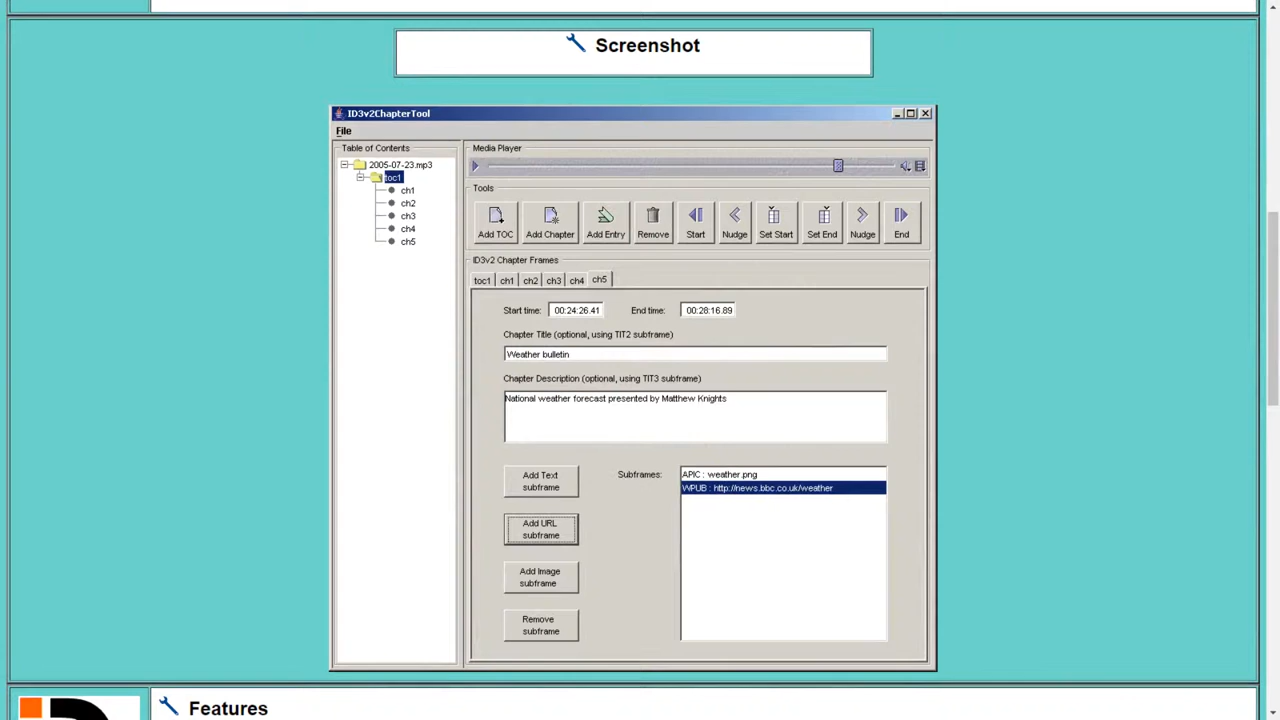 Screenshot
ID3v2ChapterTool
File
Table of Contents
2005-07-23.mp3
toc1
ch1
ch2
ch3
ch4
ch5
Media Player
Tools
Add TOC
Add Chapter
Add Entry
Remove
Start
Nudge
Set Start
Set End
Nudge
End
ID3v2 Chapter Frames
toc1 ch1 ch2 ch3 ch4 ch5
Start time: 00:24:26.41 End time: 00:28:16.89
Chapter Title (optional, using TIT2 subframe)
Weather bulletin
Chapter Description (optional, using TIT3 subframe)
National weather forecast presented by Matthew Knights
Add Text
subframe
Add URL
subframe
Add Image
subframe
Remove
subframe
Subframes:
APIC : weather.png
WPUB : http://news.bbc.co.uk/weather
Features